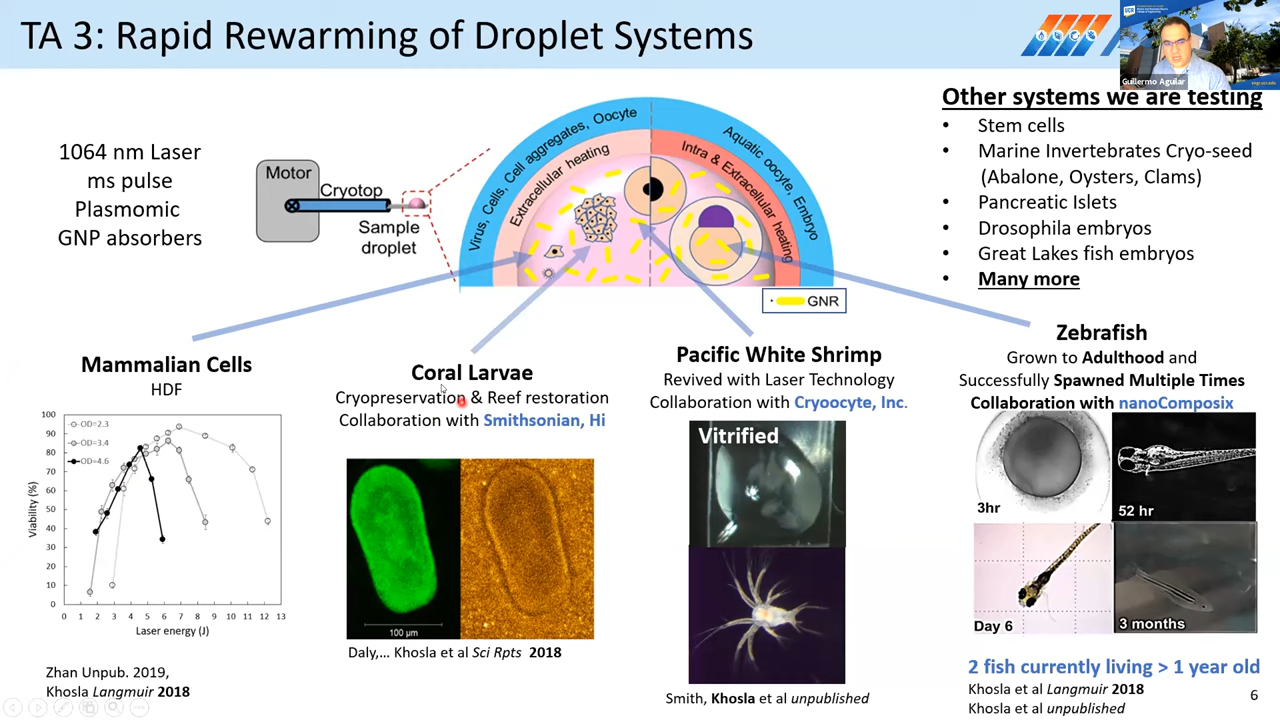 TA 3: Rapid Rewarming of Droplet Systems
UCR
Guillermo Aguilar
1064 nm Laser
ms pulse
Plasmomic
GNP absorbers
Motor
Cryotop
Sample
droplet
Virus, Cells, Cell aggregates, Oocyte
Extracellular heating
Aquatic oocyte, Embryo
Intra & Extracellular heating
GNR
Other systems we are testing
• Stem cells
• Marine Invertebrates Cryo-seed
(Abalone, Oysters, Clams)
• Pancreatic Islets
• Drosophila embryos
• Great Lakes fish embryos
• Many more
Mammalian Cells
HDF
100
90
80
70
60
50
40
30
20
10
0
OD=2.3
OD=3.4
OD=4.6
Viability (%)
0 1 2 3 4 5 6 7 8 9 10 11 12 13
Laser energy (J)
Zhan Unpub. 2019,
Khosla Langmuir 2018
Coral Larvae
Cryopreservation & Reef restoration
Collaboration with Smithsonian, Hi
100 µm
Daly,... Khosla et al Sci Rpts 2018
Pacific White Shrimp
Revived with Laser Technology
Collaboration with Cryoocyte, Inc.
Vitrified
Smith, Khosla et al unpublished
Zebrafish
Grown to Adulthood and
Successfully Spawned Multiple Times
Collaboration with nanoComposix
3hr
52 hr
Day 6
3 months
2 fish currently living > 1 year old
Khosla et al Langmuir 2018
Khosla et al unpublished
6